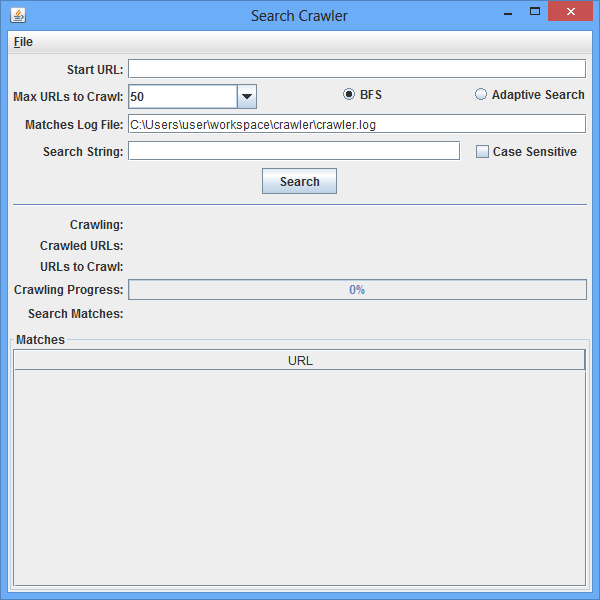 Search Crawler
File
Start URL:
Max URLs to Crawl: 50 BFS Adaptive Search
Matches Log File: C:\Users\user\workspace\crawler\crawler.log
Search String: Case Sensitive
Search
Crawling:
Crawled URLs:
URLs to Crawl:
Crawling Progress: 0%
Search Matches:
Matches
URL